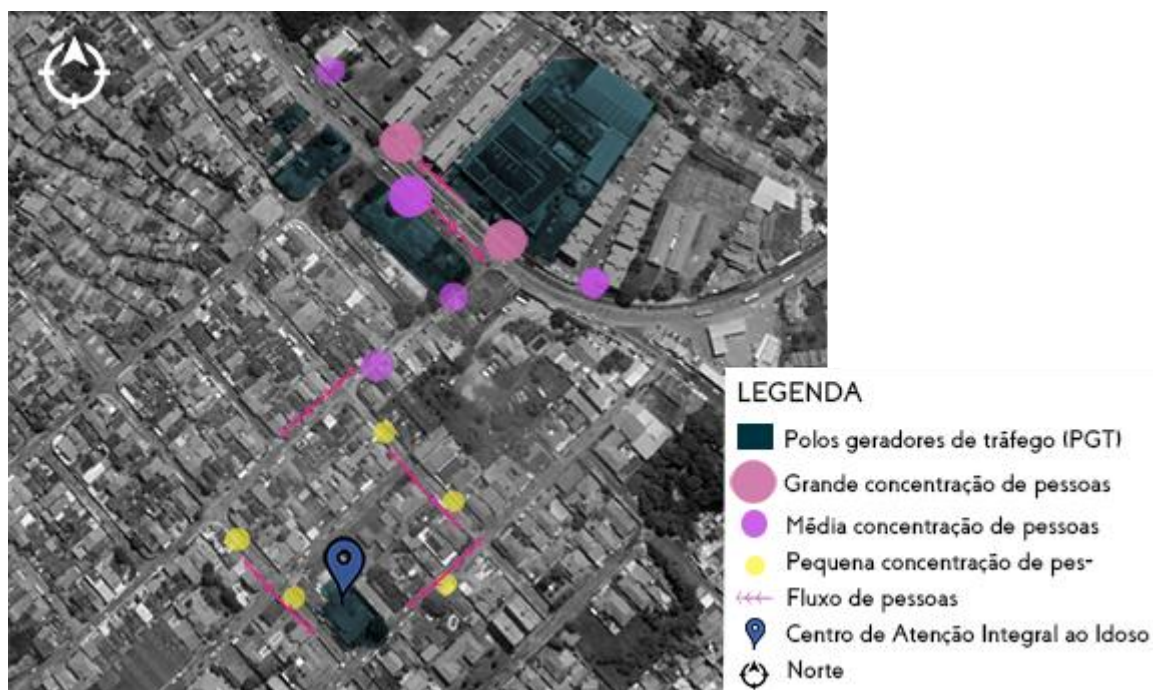 LEGENDA
Polos geradores de tráfego (PGT)
Grande concentração de pessoas
Média concentração de pessoas
Pequena concentração de pes-
Fluxo de pessoas
Centro de Atenção Integral ao Idoso
Norte